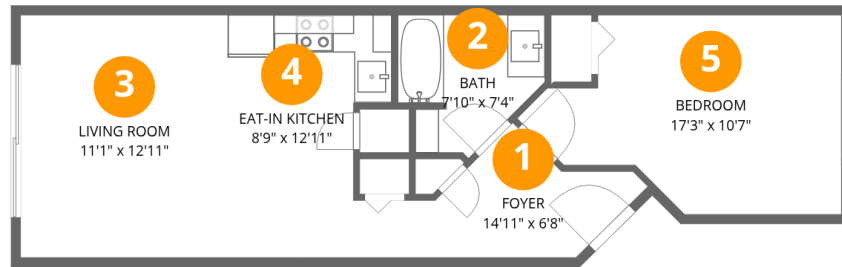 3
LIVING ROOM
11'1" x 12'11"
4
EAT-IN KITCHEN
8'9" x 12'11"
2
BATH
7'10" x 7'4"
1
FOYER
14'11" x 6'8"
5
BEDROOM
17'3" x 10'7"